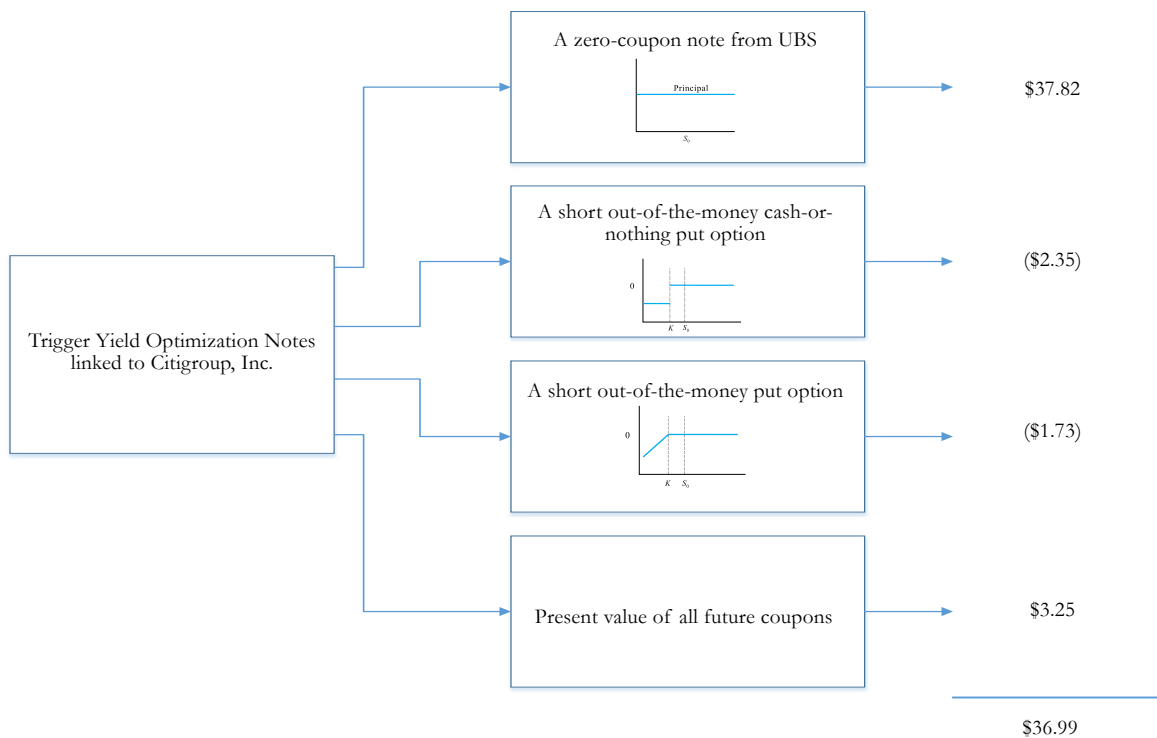 A zero-coupon note from UBS
Principal
S₀
$37.82
A short out-of-the-money cash-or-
nothing put option
0
K
S₀
($2.35)
Trigger Yield Optimization Notes
linked to Citigroup, Inc.
A short out-of-the-money put option
0
K
S₀
($1.73)
Present value of all future coupons
$3.25
$36.99